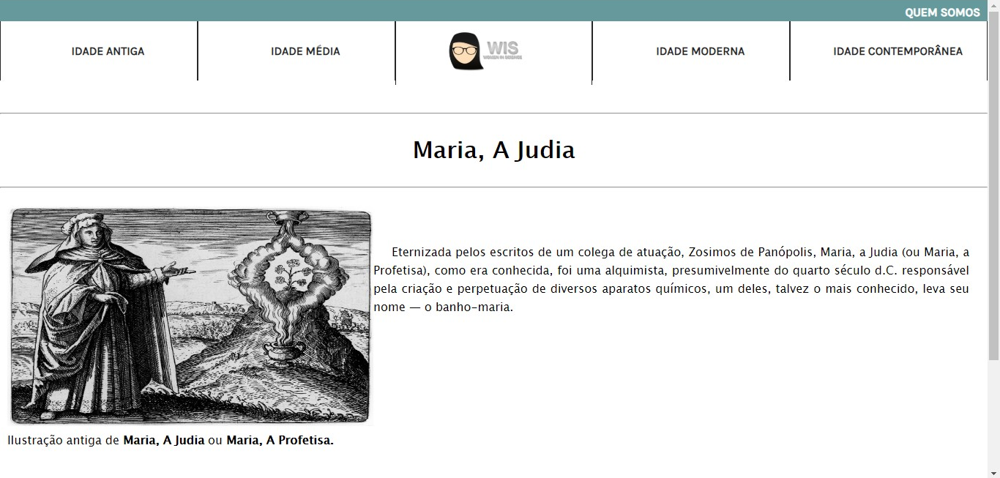 QUEM SOMOS
IDADE ANTIGA
IDADE MÉDIA
WIS
WOMEN IN SCIENCE
IDADE MODERNA
IDADE CONTEMPORÂNEA
Maria, A Judia
Eternizada pelos escritos de um colega de atuação, Zosimos de Panópolis, Maria, a Judia (ou Maria, a
Profetisa), como era conhecida, foi uma alquimista, presumivelmente do quarto século d.C. responsável
pela criação e perpetuação de diversos aparatos químicos, um deles, talvez o mais conhecido, leva seu
nome — o banho-maria.
Ilustração antiga de Maria, A Judia ou Maria, A Profetisa.